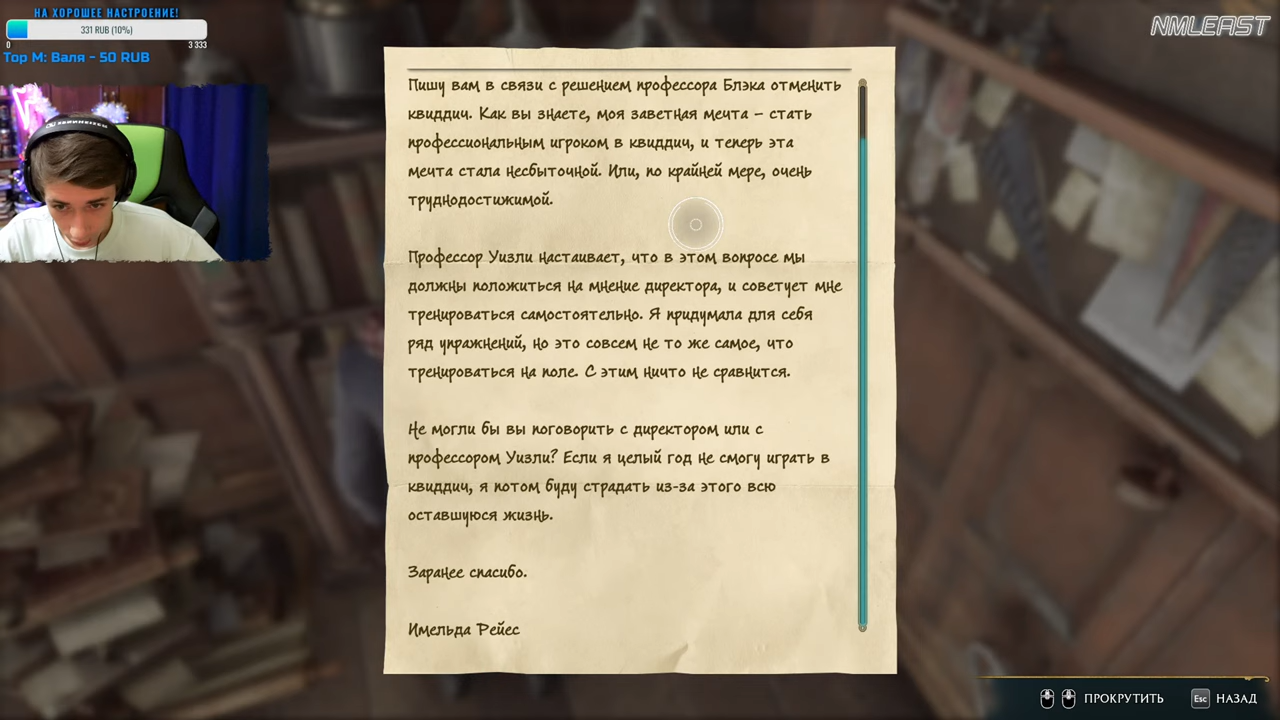 НА ХОРОШЕЕ НАСТРОЕНИЕ!
331 RUB (10%)
0 3 333
Top M: Валя - 50 RUB
NMLEAST
Пишу вам в связи с решением профессора Блэка отменить
квиддич. Как вы знаете, моя заветная мечта – стать
профессиональным игроком в квиддич, и теперь эта
мечта стала несбыточной. Или, по крайней мере, очень
труднодостижимой.
Профессор Уизли настаивает, что в этом вопросе мы
должны положиться на мнение директора, и советует мне
тренироваться самостоятельно. Я придумала для себя
ряд упражнений, но это совсем не то же самое, что
тренироваться на поле. С этим ничто не сравнится.
Не могли бы вы поговорить с директором или с
профессором Уизли? Если я целый год не смогу играть в
квиддич, я потом буду страдать из-за этого всю
оставшуюся жизнь.
Заранее спасибо.
Имельда Рейес
ПРОКРУТИТЬ
Esc НАЗАД